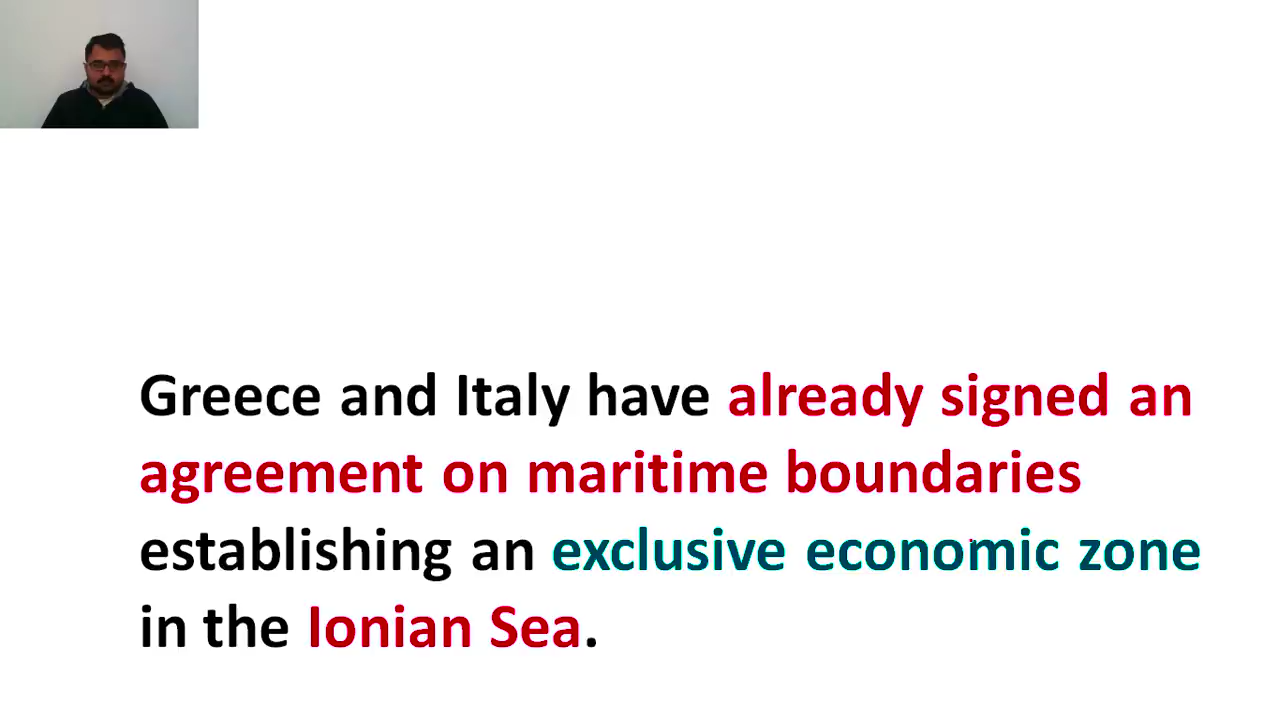 Greece and Italy have already signed an
agreement on maritime boundaries
establishing an exclusive economic zone
in the Ionian Sea.